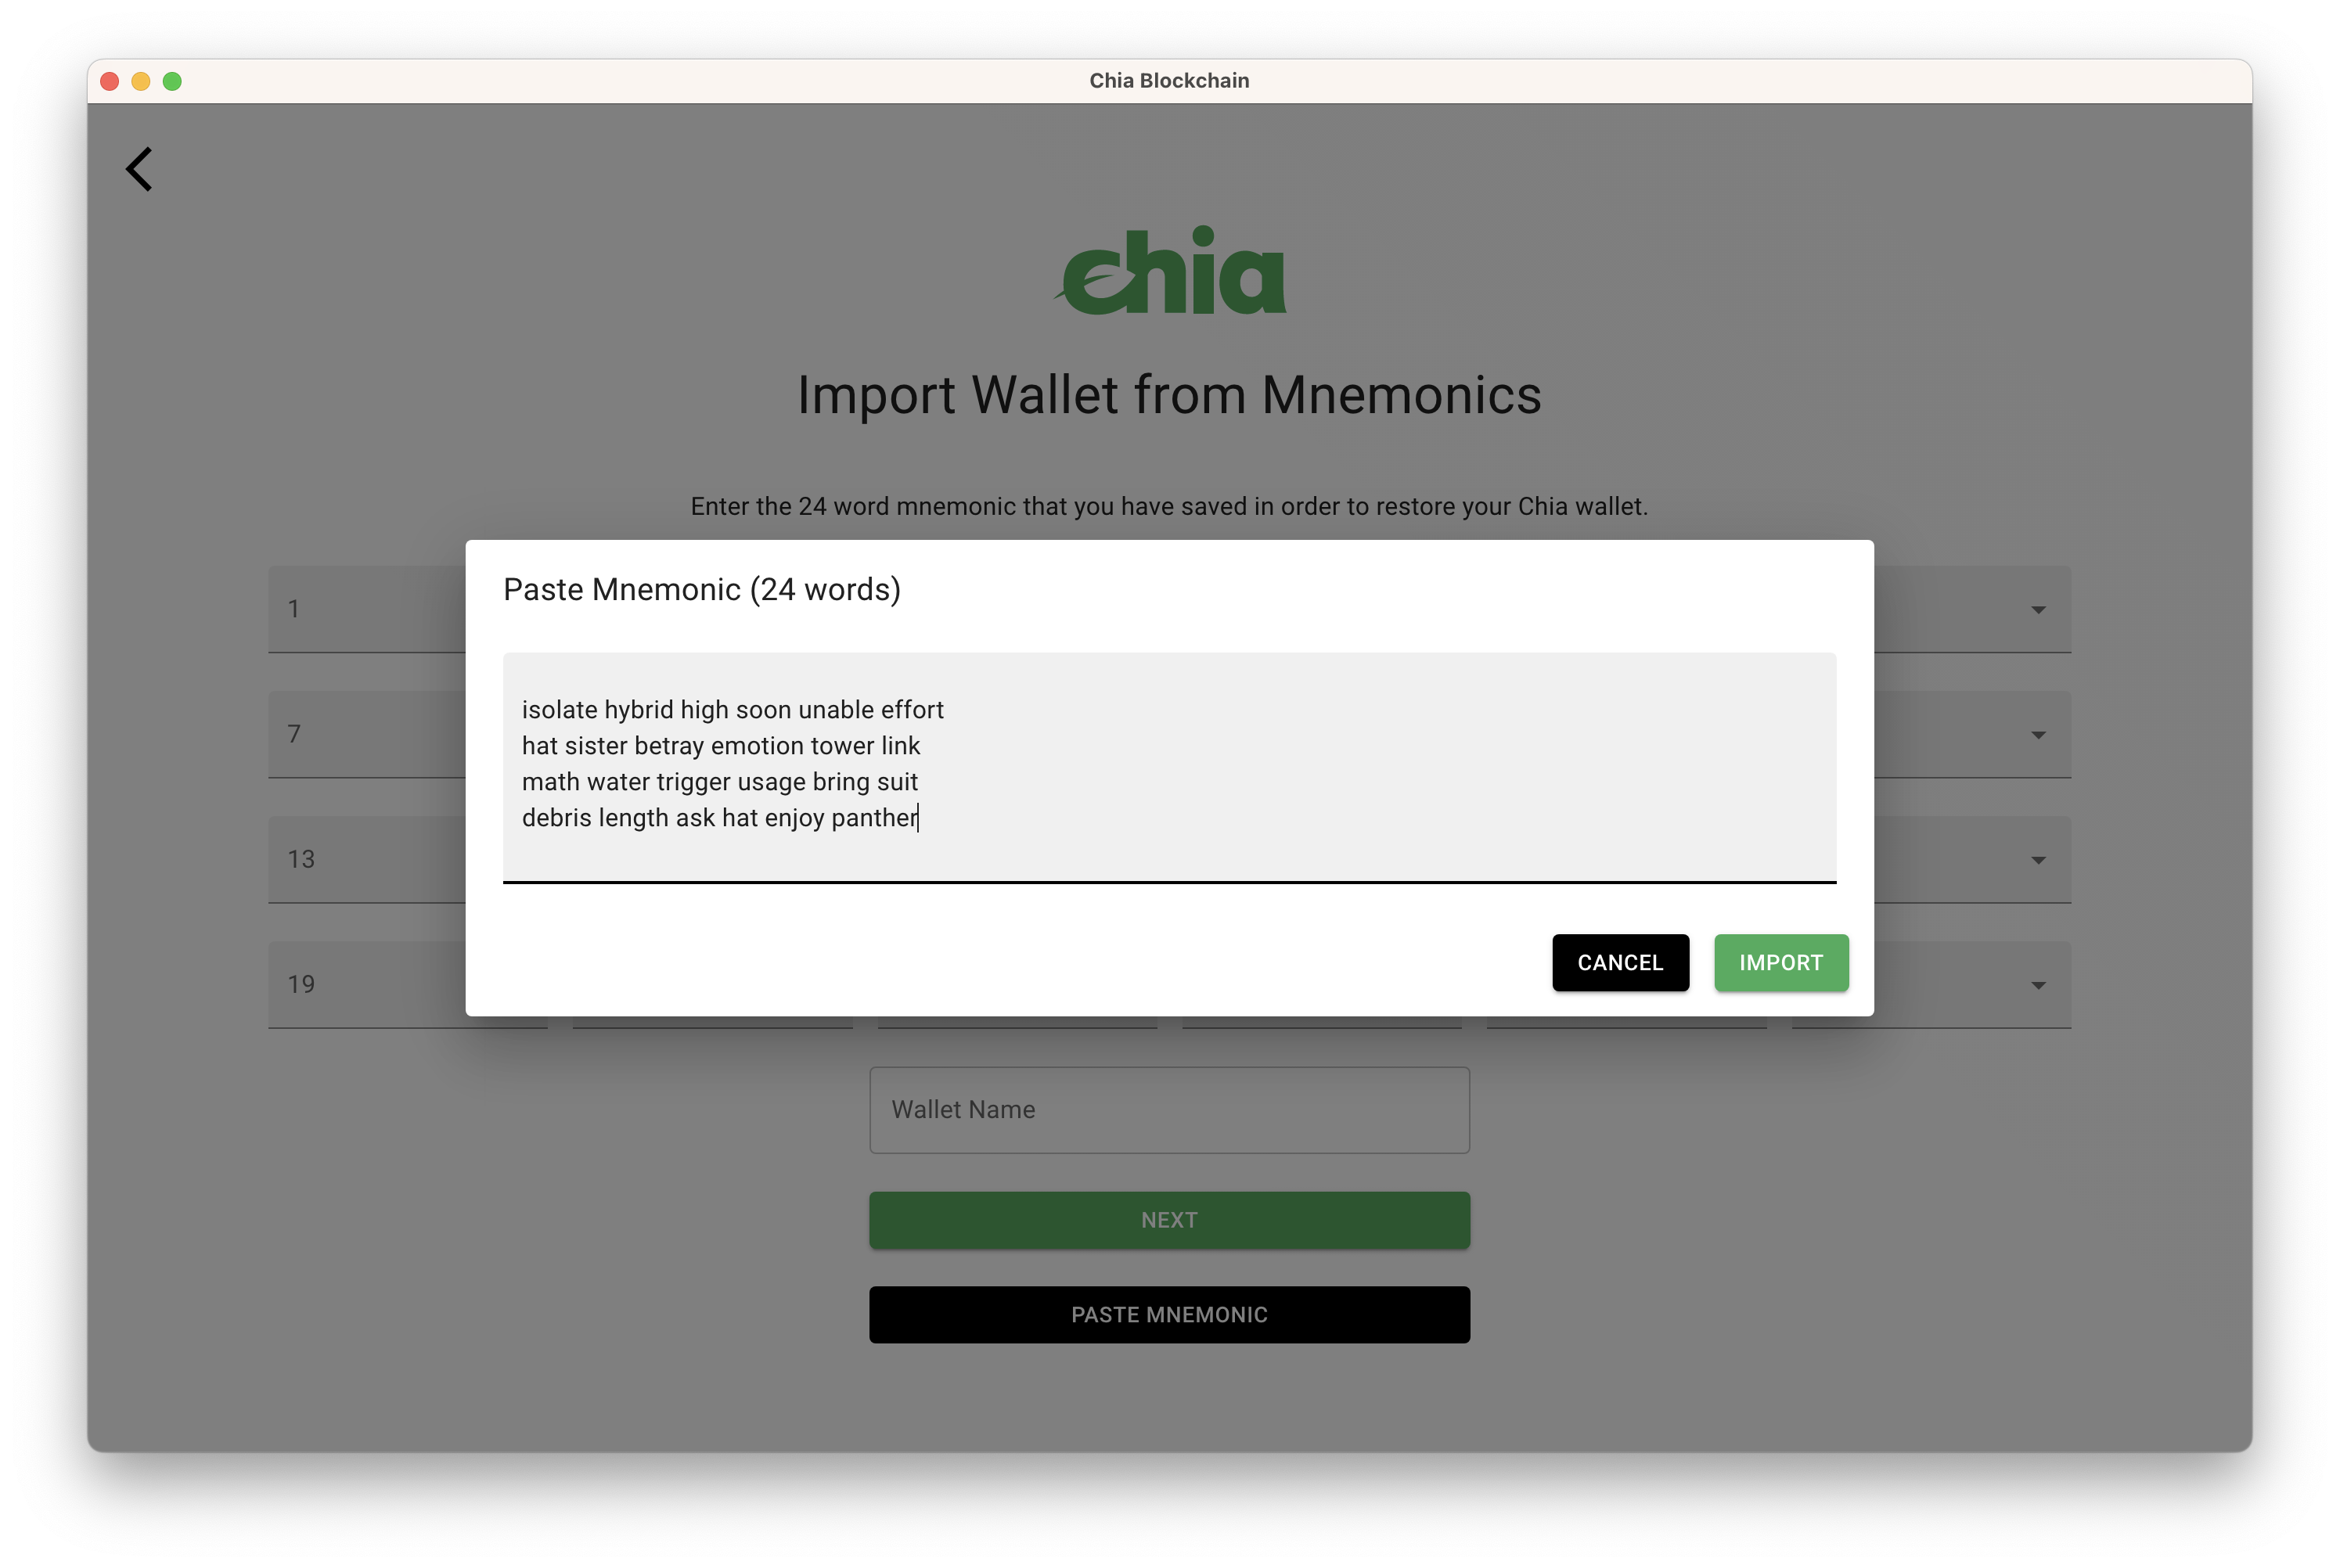 Chia Blockchain
chia
Import Wallet from Mnemonics
Enter the 24 word mnemonic that you have saved in order to restore your Chia wallet.
Paste Mnemonic (24 words)
1
7
13
19
isolate hybrid high soon unable effort
hat sister betray emotion tower link
math water trigger usage bring suit
debris length ask hat enjoy panther
CANCEL IMPORT
Wallet Name
NEXT
PASTE MNEMONIC